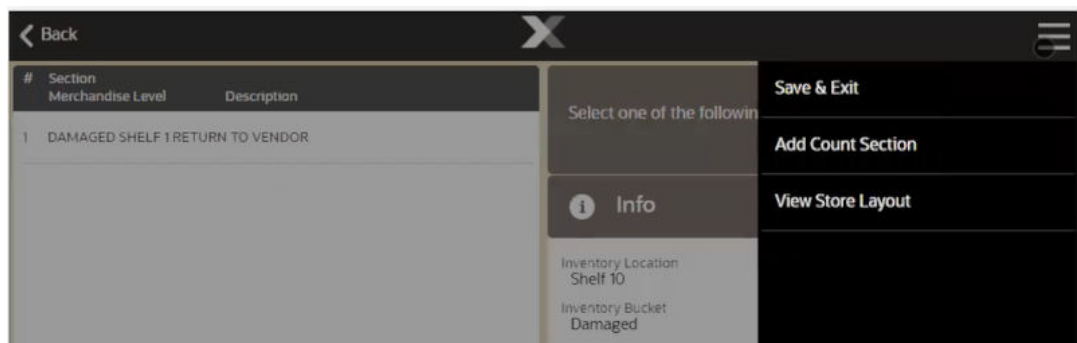 Back
# Section
Merchandise Level Description
1 DAMAGED SHELF 1 RETURN TO VENDOR
Select one of the followin
Info
Inventory Location
Shelf 10
Inventory Bucket
Damaged
Save & Exit
Add Count Section
View Store Layout